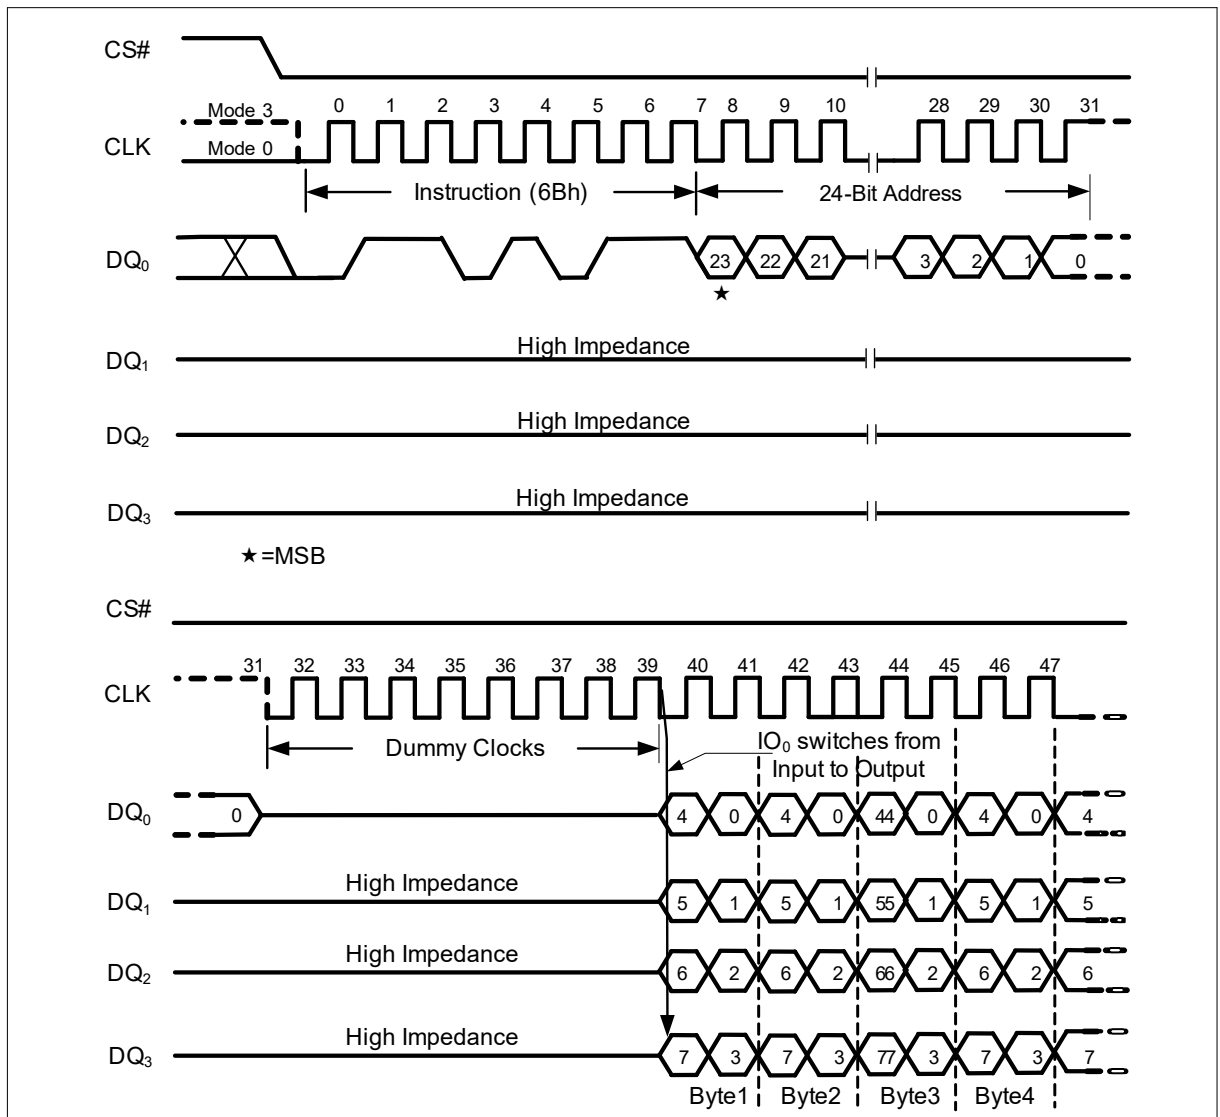 CS#
Mode 3 0 1 2 3 4 5 6 7 8 9 10 28 29 30 31
CLK Mode 0
Instruction (6Bh) 24-Bit Address
DQ0 23 22 21 3 2 1 0
★
DQ1 High Impedance
DQ2 High Impedance
DQ3 High Impedance
★=MSB
CS#
31 32 33 34 35 36 37 38 39 40 41 42 43 44 45 46 47
CLK
Dummy Clocks IO0 switches from
Input to Output
DQ0 0 4 0 4 0 44 0 4 0 4
DQ1 High Impedance 5 1 5 1 55 1 5 1 5
DQ2 High Impedance 6 2 6 2 66 2 6 2 6
DQ3 High Impedance 7 3 7 3 77 3 7 3 7
Byte1 Byte2 Byte3 Byte4